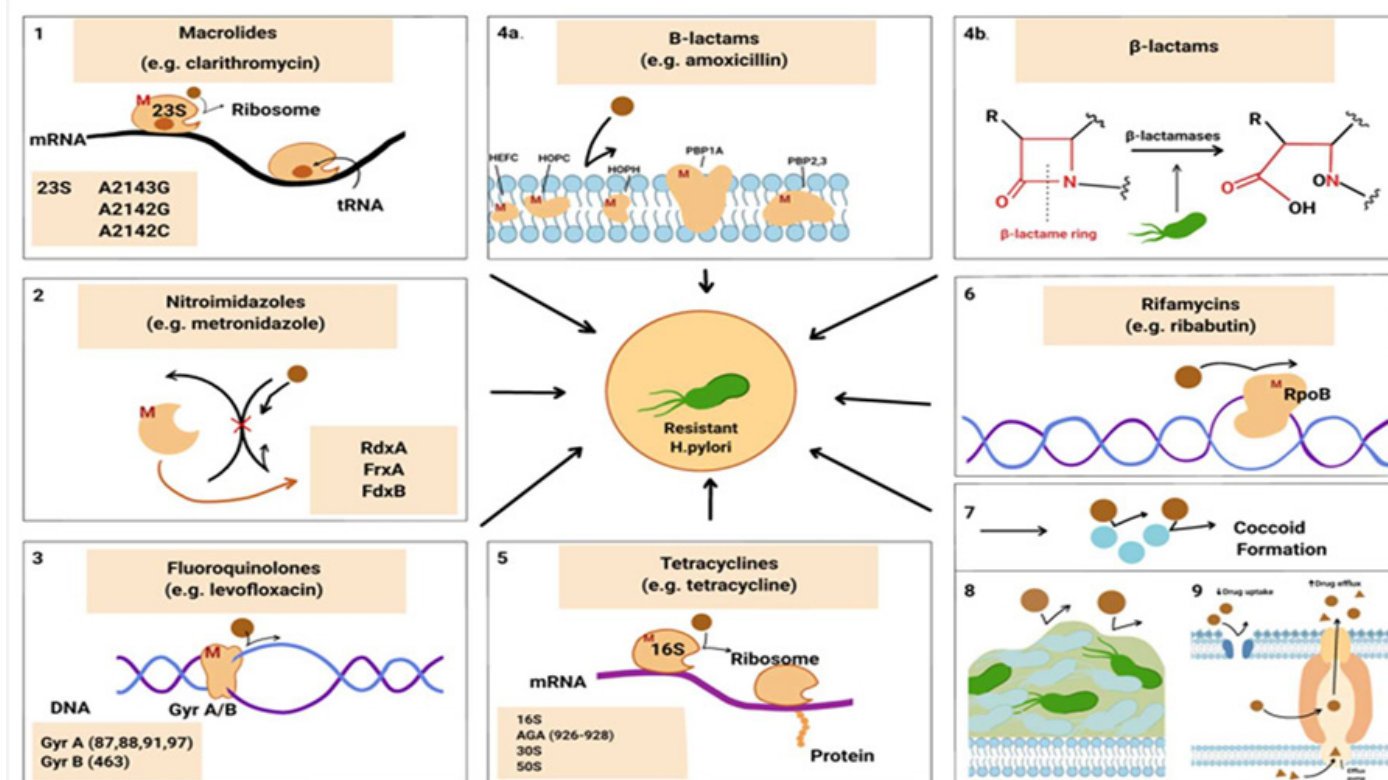 1
Macrolides
(e.g. clarithromycin)
M
23S
Ribosome
mRNA
tRNA
23S A2143G
A2142G
A2142C
4a.
B-lactams
(e.g. amoxicillin)
HEFC
HOPC
HOPH
PBP1A
PBP2,3
M
M
M
M
M
4b.
β-lactams
R
O
N
β-lactame ring
β-lactamases
R
O
OH
ON
2
Nitroimidazoles
(e.g. metronidazole)
M
RdxA
FrxA
FdxB
Resistant
H.pylori
6
Rifamycins
(e.g. ribabutin)
M
RpoB
3
Fluoroquinolones
(e.g. levofloxacin)
M
DNA
Gyr A/B
Gyr A (87,88,91,97)
Gyr B (463)
5
Tetracyclines
(e.g. tetracycline)
M
16S
Ribosome
mRNA
16S
AGA (926-928)
30S
50S
Protein
7
Coccoid
Formation
8
9
⬇Drug uptake
⬆Drug efflux
Efflux